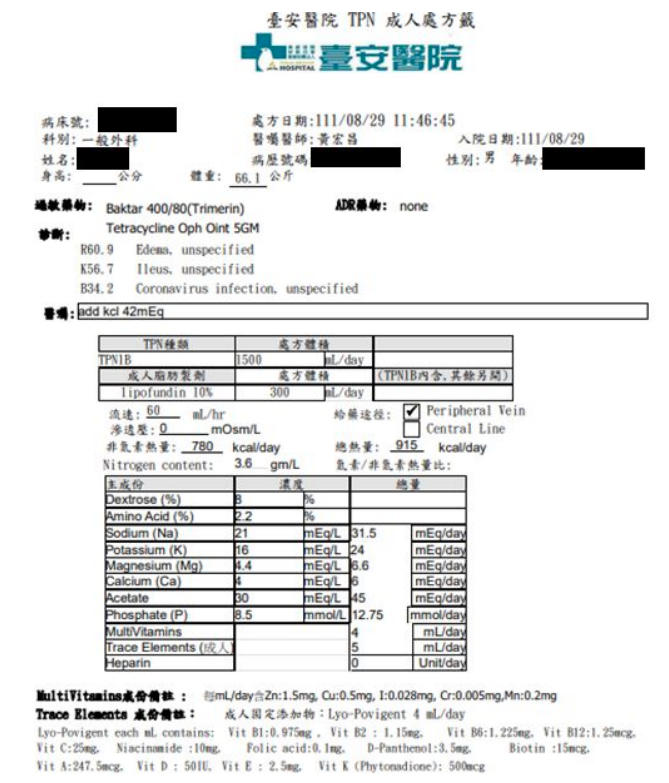 臺安醫院 TPN 成人處方籤
HOSPITAL 臺安醫院
病床號: 處方日期:111/08/29 11:46:45
科別: 一般外科 醫囑醫師:黃宏昌 入院日期:111/08/29
姓名: 病歷號碼 性別:男 年齡:
身高: 公分 體重: 66.1 公斤
過敏藥物: Baktar 400/80(Trimerin) ADR藥物: none
Tetracycline Oph Oint 5GM
診斷:
R60.9 Edema, unspecified
K56.7 Ileus, unspecified
B34.2 Coronavirus infection, unspecified
醫囑: add kcl 42mEq
TPN種類 處方體積
TPN1B 1500 mL/day
成人脂肪製劑 處方體積 (TPN1B內含,其餘另開)
lipofundin 10% 300 mL/day
流速: 60 mL/hr 給藥途徑: ✓ Peripheral Vein
滲透壓: 0 mOsm/L Central Line
非氮素熱量: 780 kcal/day 總熱量: 915 kcal/day
Nitrogen content: 3.6 gm/L 氮素/非氮素熱量比:
主成份 濃度 總量
Dextrose (%) 8 %
Amino Acid (%) 2.2 %
Sodium (Na) 21 mEq/L 31.5 mEq/day
Potassium (K) 16 mEq/L 24 mEq/day
Magnesium (Mg) 4.4 mEq/L 6.6 mEq/day
Calcium (Ca) 4 mEq/L 6 mEq/day
Acetate 30 mEq/L 45 mEq/day
Phosphate (P) 8.5 mmol/L 12.75 mmol/day
MultiVitamins 4 mL/day
Trace Elements (成人) 5 mL/day
Heparin 0 Unit/day
MultiVitamins成份備註 : 每mL/day含Zn:1.5mg, Cu:0.5mg, I:0.028mg, Cr:0.005mg,Mn:0.2mg
Trace Elements 成份備註: 成人固定添加物:Lyo-Povigent 4 mL/day
Lyo-Povigent each mL contains: Vit B1:0.975mg , Vit B2 : 1.15mg, Vit B6:1.225mg, Vit B12:1.25mcg,
Vit C:25mg, Niacinamide :10mg, Folic acid:0.1mg, D-Panthenol:3.5mg, Biotin :15mcg,
Vit A:247.5mcg, Vit D : 50IU, Vit E : 2.5mg, Vit K (Phytonadione): 500mcg